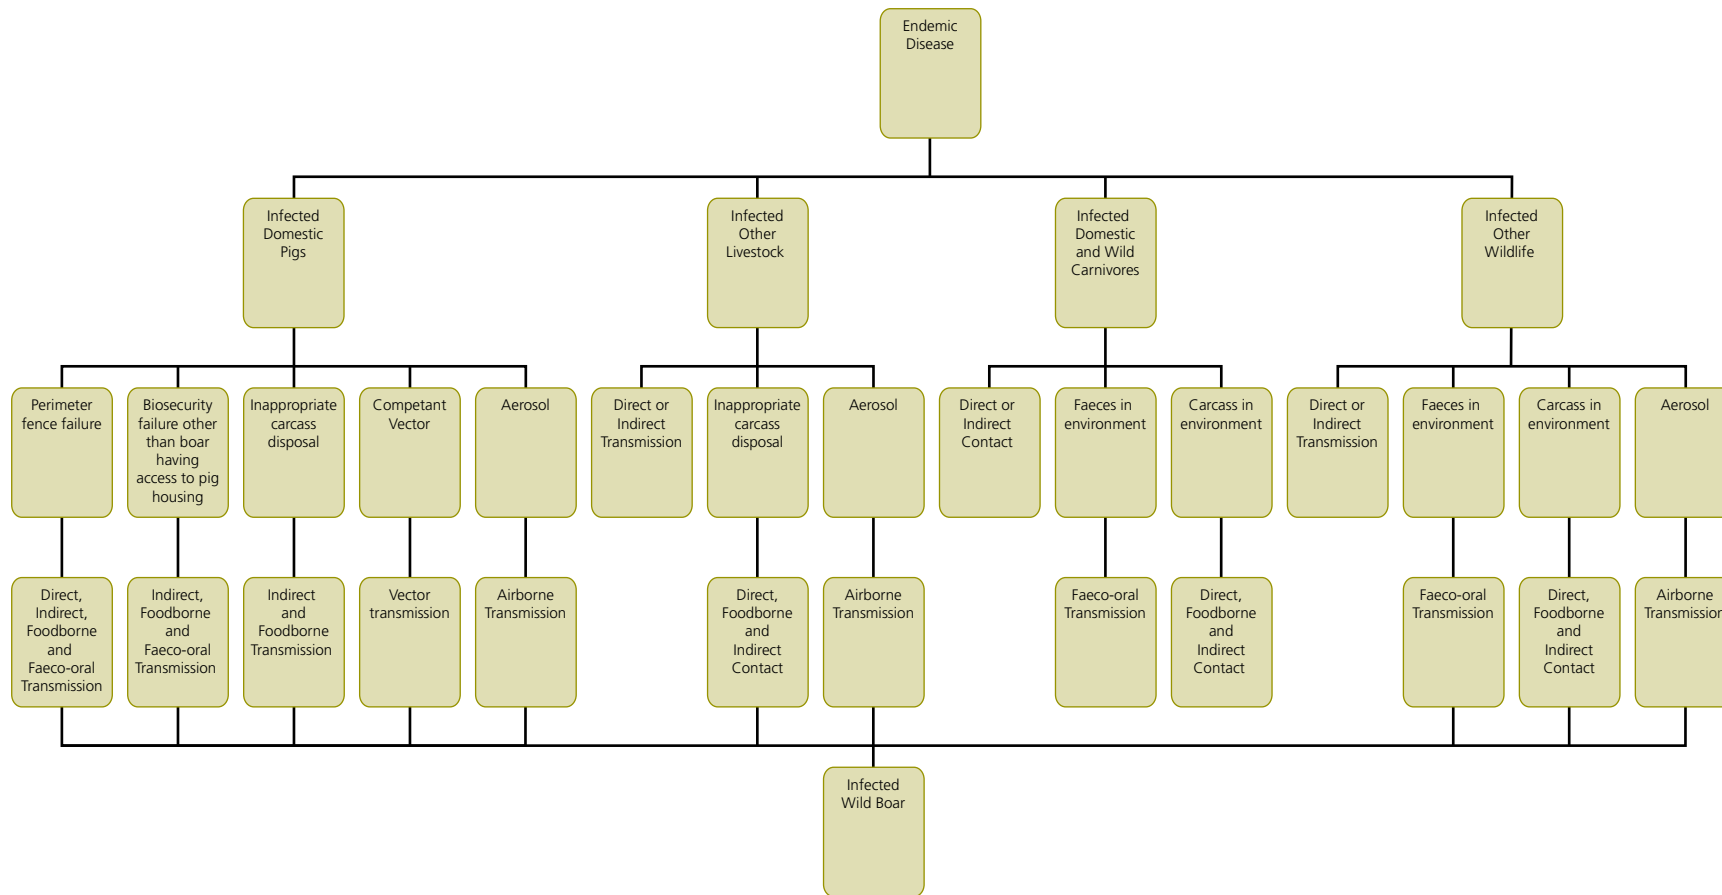 Endemic
Disease
Infected
Domestic
Pigs
Infected
Other
Livestock
Infected
Domestic
and Wild
Carnivores
Infected
Other
Wildlife
Perimeter
fence failure
Biosecurity
failure other
than boar
having
access to pig
housing
Inappropriate
carcass
disposal
Competant
Vector
Aerosol
Direct or
Indirect
Transmission
Inappropriate
carcass
disposal
Aerosol
Direct or
Indirect
Contact
Faeces in
environment
Carcass in
environment
Direct or
Indirect
Transmission
Faeces in
environment
Carcass in
environment
Aerosol
Direct,
Indirect,
Foodborne
and
Faeco-oral
Transmission
Indirect,
Foodborne
and
Faeco-oral
Transmission
Indirect
and
Foodborne
Transmission
Vector
transmission
Airborne
Transmission
Direct,
Foodborne
and
Indirect
Contact
Airborne
Transmission
Faeco-oral
Transmission
Direct,
Foodborne
and
Indirect
Contact
Faeco-oral
Transmission
Direct,
Foodborne
and
Indirect
Contact
Airborne
Transmission
Infected
Wild Boar